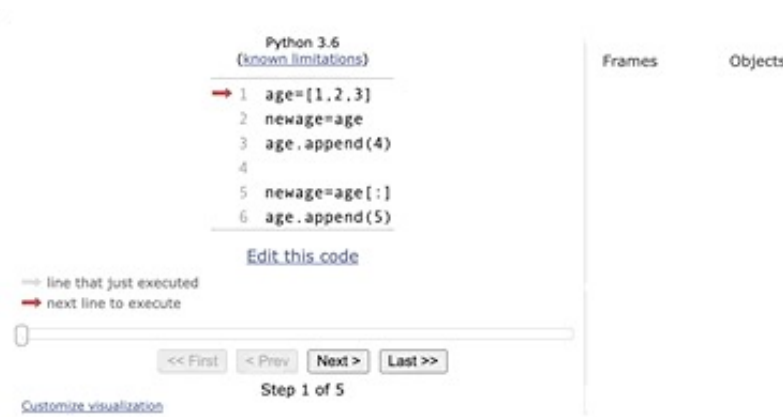 Python 3.6
(known limitations)
1 age=[1,2,3]
2 newage=age
3 age.append(4)
4
5 newage=age[:]
6 age.append(5)
Edit this code
line that just executed
next line to execute
<< First < Prev Next > Last >>
Step 1 of 5
Customize visualization
Frames Objects